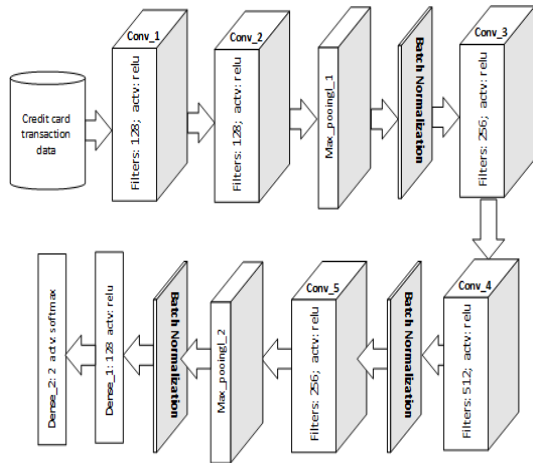 Conv_1
Conv_2
Conv_3
Credit card
transaction
data
Filters: 128; actv: relu
Filters: 128; actv: relu
Max_pooingl_1
Batch Normalization
Filters: 256; actv: relu
Conv_4
Filters: 512; actv: relu
Batch Normalization
Conv_5
Filters: 256; actv: relu
Max_pooingl_2
Batch Normalization
Dense_1: 128 actv: relu
Dense_2: 2 actv: softmax